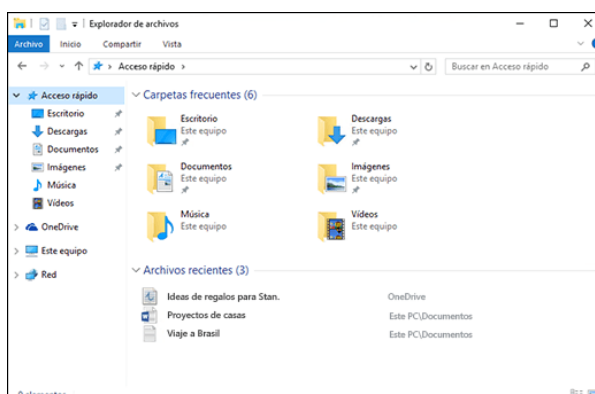 Explorador de archivos
Archivo Inicio Compartir Vista
Acceso rápido Buscar en Acceso rápido
Acceso rápido
Escritorio
Descargas
Documentos
Imágenes
Música
Vídeos
OneDrive
Este equipo
Red
Carpetas frecuentes (6)
Escritorio
Este equipo
Descargas
Este equipo
Documentos
Este equipo
Imágenes
Este equipo
Música
Este equipo
Vídeos
Este equipo
Archivos recientes (3)
Ideas de regalos para Stan. OneDrive
Proyectos de casas Este PC\Documentos
Viaje a Brasil Este PC\Documentos